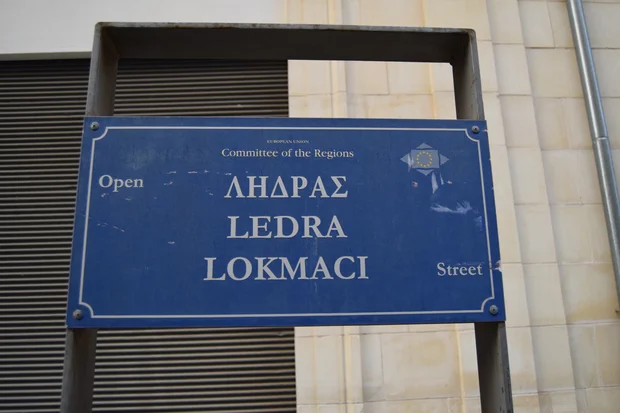 EUROPEAN UNION
Committee of the Regions
Open
ΛΗΔΡΑΣ
LEDRA
LOKMACI
Street